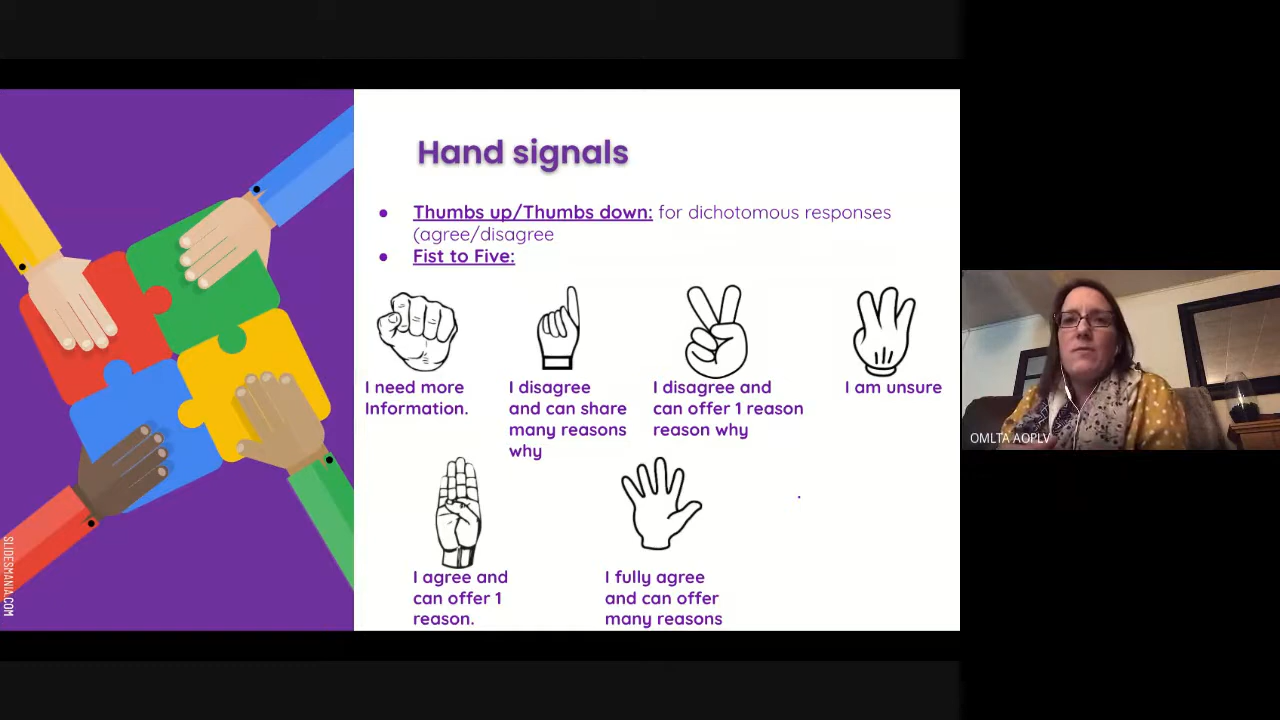 Hand signals
● Thumbs up/Thumbs down: for dichotomous responses
(agree/disagree
● Fist to Five:
I need more
Information.
I disagree
and can share
many reasons
why
I disagree and
can offer 1 reason
reason why
I am unsure
I agree and
can offer 1
reason.
I fully agree
and can offer
many reasons
SLIDESMANIA.COM
OMLTA AOPLV